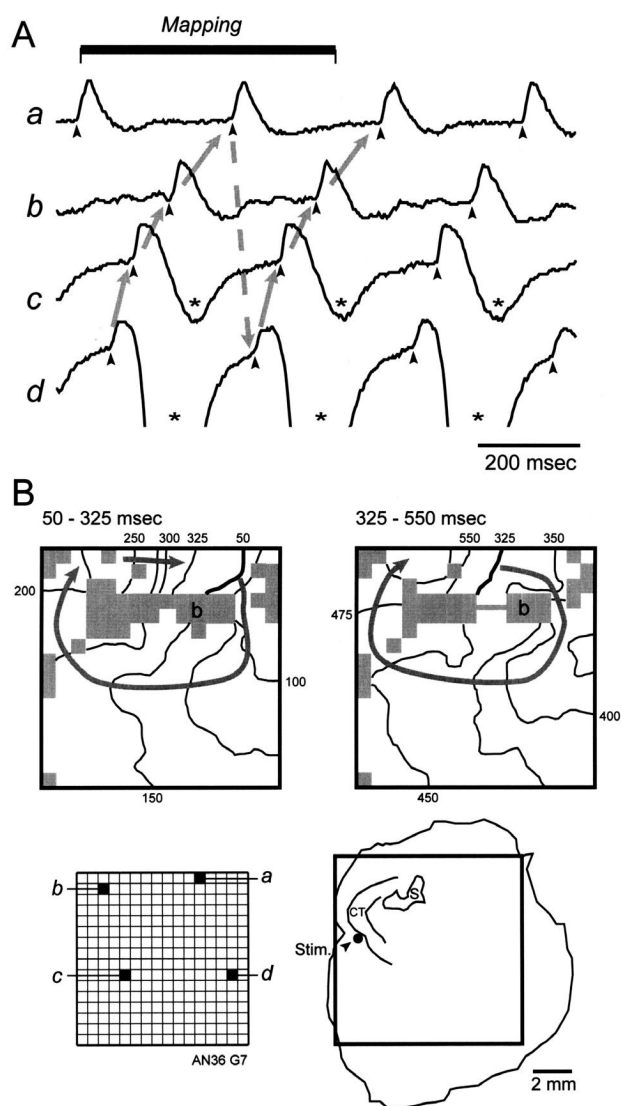 A
Mapping
a
b
c
*
*
*
d
*
*
*
200 msec
B
50 - 325 msec
325 - 550 msec
250 300 325 50
550 325 350
200
b
100
150
475
b
400
450
b
a
c
d
AN36 G7
S
CT
Stim.
2 mm